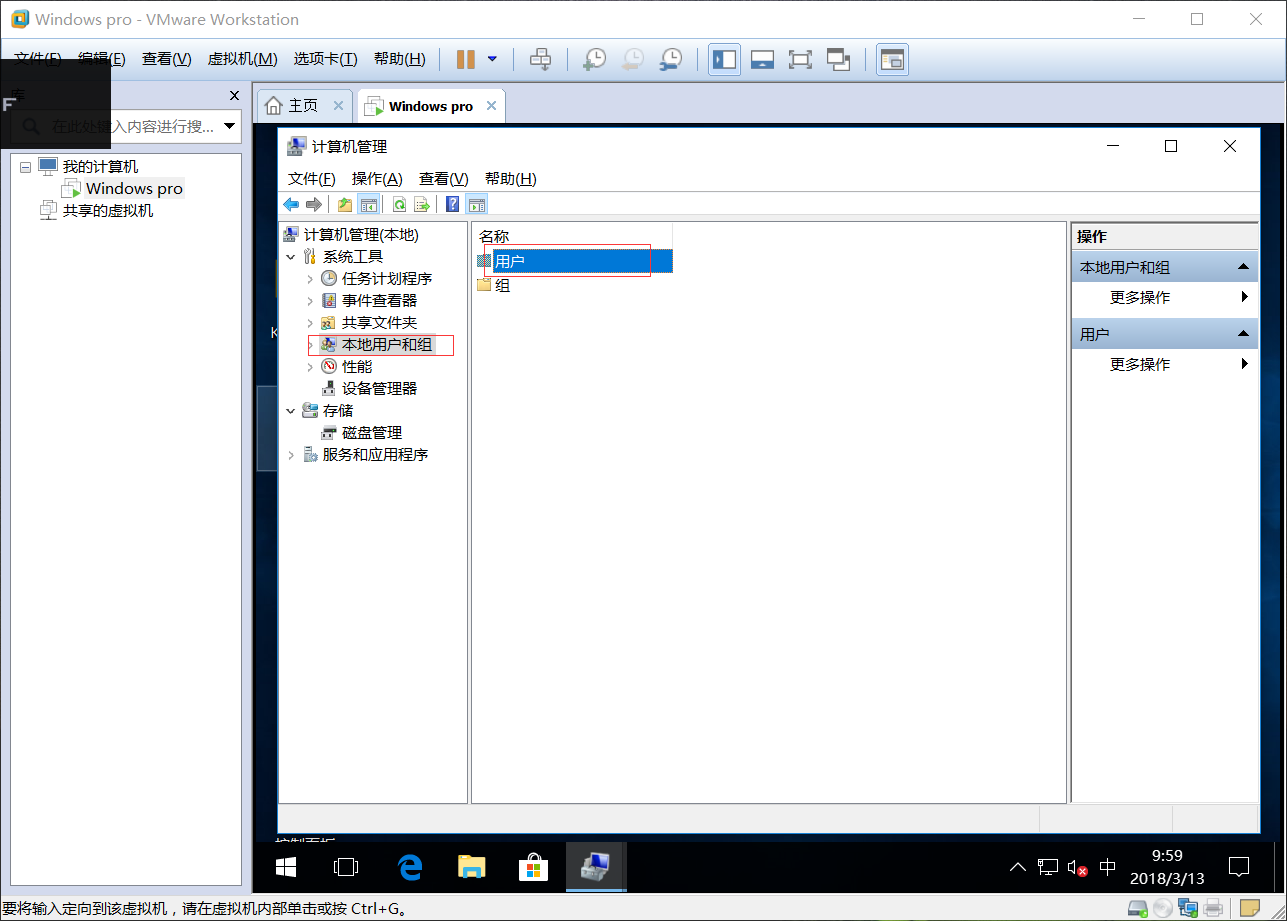 Windows pro - VMware Workstation
文件(F) 编辑(E) 查看(V) 虚拟机(M) 选项卡(T) 帮助(H)
库
F
在此处键入内容进行搜...
我的计算机
Windows pro
共享的虚拟机
主页
Windows pro
计算机管理
文件(F) 操作(A) 查看(V) 帮助(H)
计算机管理(本地)
系统工具
任务计划程序
事件查看器
共享文件夹
本地用户和组
性能
设备管理器
存储
磁盘管理
服务和应用程序
名称
用户
组
操作
本地用户和组
更多操作
用户
更多操作
K
控制面板
中
9:59
2018/3/13
要将输入定向到该虚拟机，请在虚拟机内部单击或按 Ctrl+G。